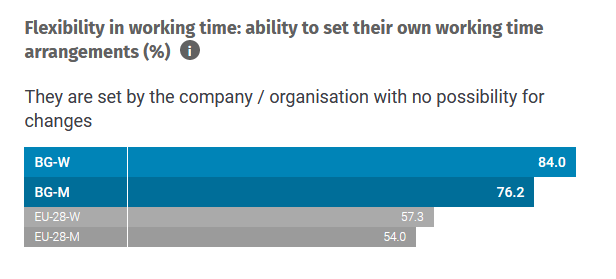 Flexibility in working time: ability to set their own working time
arrangements (%) i
They are set by the company / organisation with no possibility for
changes
BG-W 84.0
BG-M 76.2
EU-28-W 57.3
EU-28-M 54.0